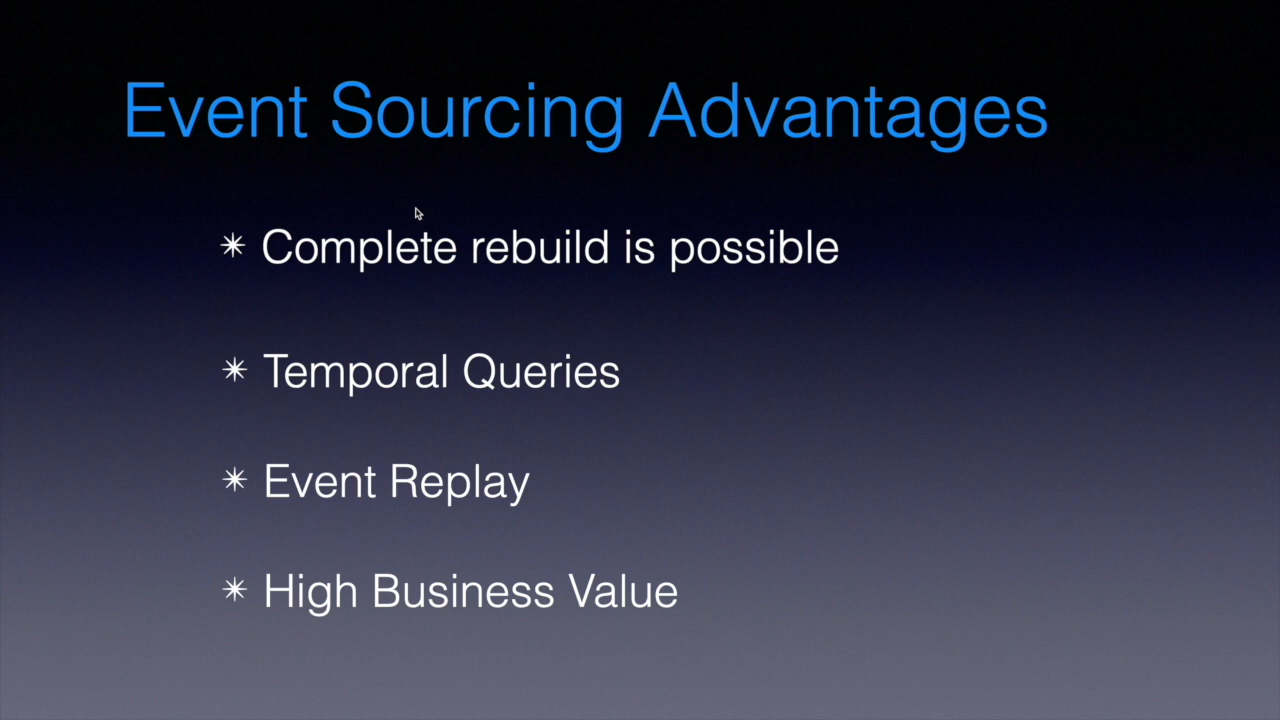 Event Sourcing Advantages
✴ Complete rebuild is possible
✴ Temporal Queries
✴ Event Replay
✴ High Business Value